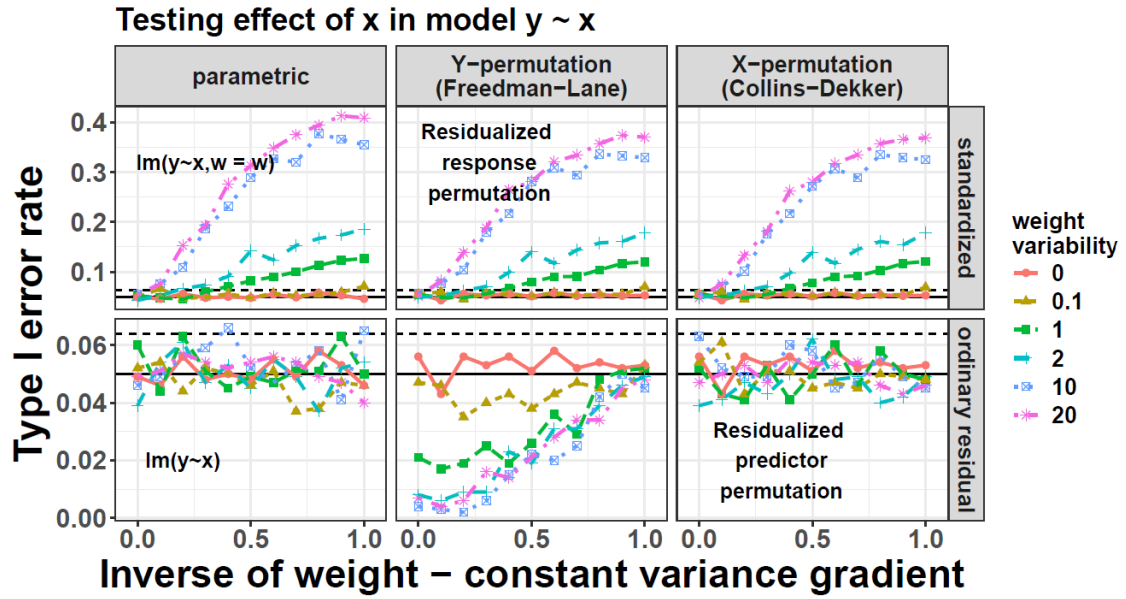 Testing effect of x in model y ~ x
parametric
Y−permutation
(Freedman−Lane)
X−permutation
(Collins−Dekker)
Type I error rate
0.4
0.3
0.2
0.1
lm(y~x,w = w)
Residualized
response
permutation
standardized
0.06
0.04
0.02
0.00
lm(y~x)
Residualized
predictor
permutation
ordinary residual
0.0 0.5 1.0 0.0 0.5 1.0 0.0 0.5 1.0
Inverse of weight − constant variance gradient
weight
variability
0
0.1
1
2
10
20